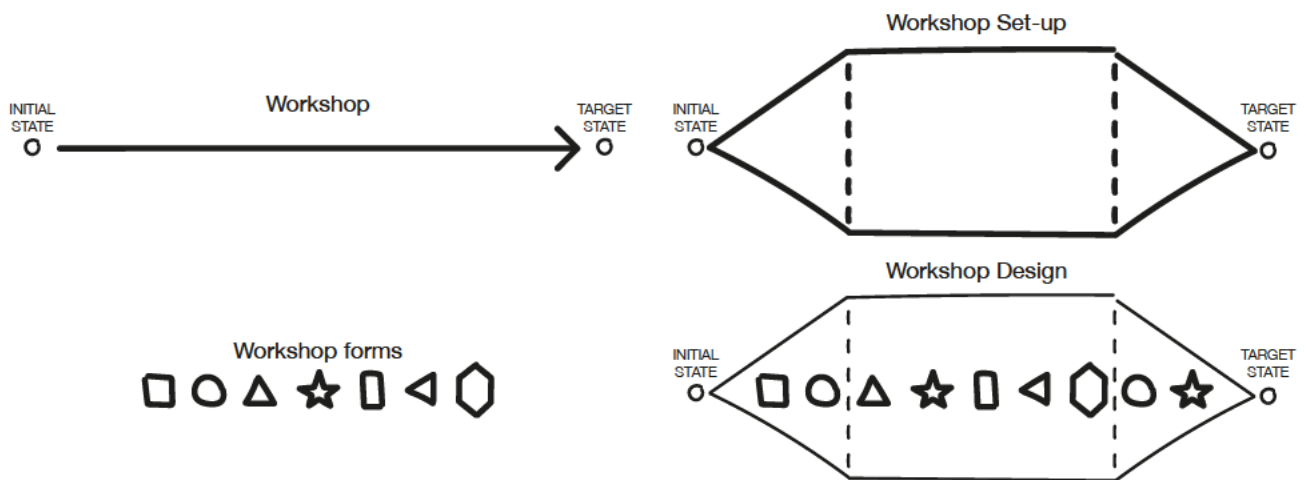 Workshop
INITIAL
STATE
TARGET
STATE
Workshop Set-up
INITIAL
STATE
TARGET
STATE
Workshop forms
Workshop Design
INITIAL
STATE
TARGET
STATE